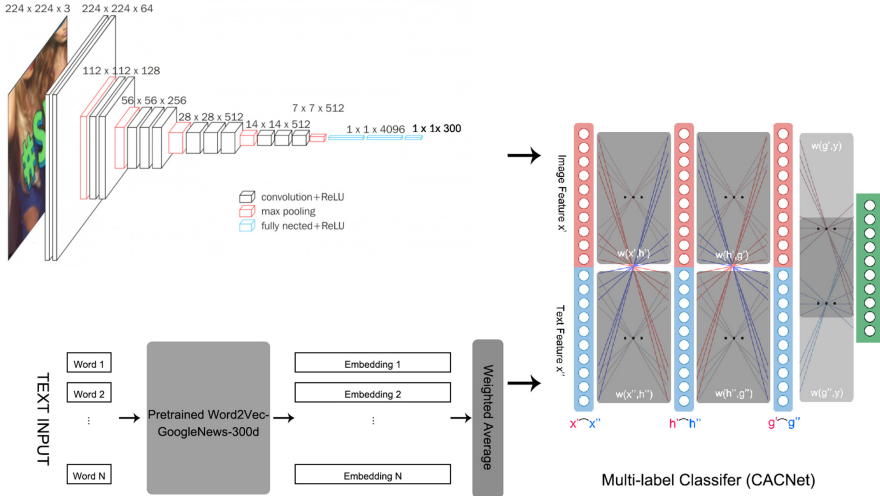 224 x 224 x 3
224 x 224 x 64
112 x 112 x 128
56 x 56 x 256
28 x 28 x 512
14 x 14 x 512
7 x 7 x 512
1 x 1 x 4096
1 x 1x 300
convolution+ReLU
max pooling
fully nected+ReLU
TEXT INPUT
Word 1
Word 2
...
Word N
Pretrained Word2Vec-
GoogleNews-300d
Embedding 1
Embedding 2
...
Embedding N
Weighted Average
Image Feature x'
Text Feature x''
w(x',h')
w(h',g')
w(g',y)
w(x'',h'')
w(h'',g'')
w(g'',y)
x' x''
h' h''
g' g''
Multi-label Classifer (CACNet)